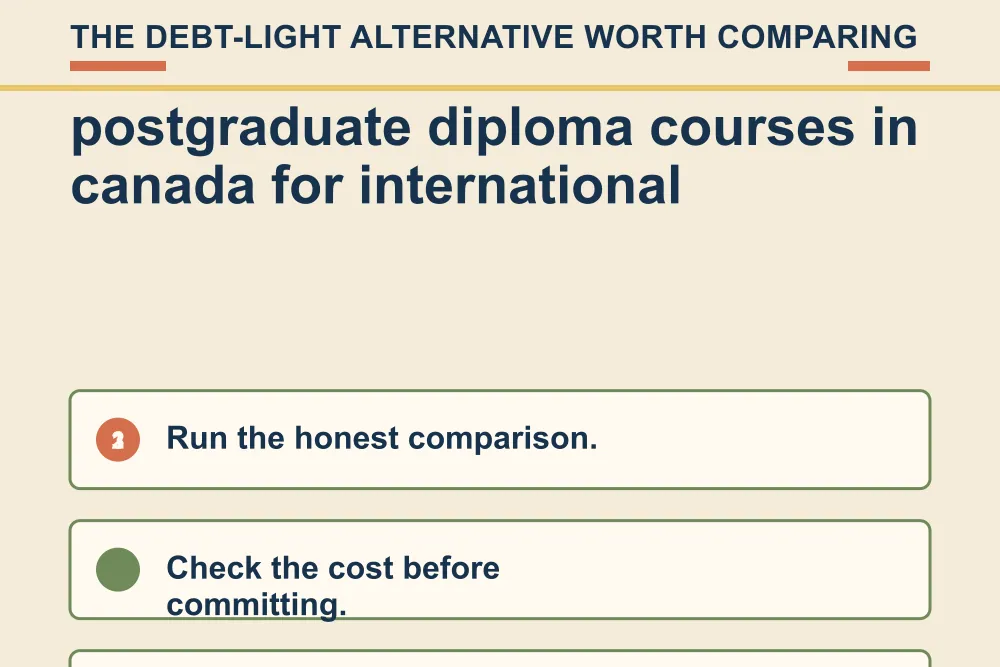 THE DEBT-LIGHT ALTERNATIVE WORTH COMPARING
postgraduate diploma courses in
canada for international
Run the honest comparison.
Check the cost before
committing.